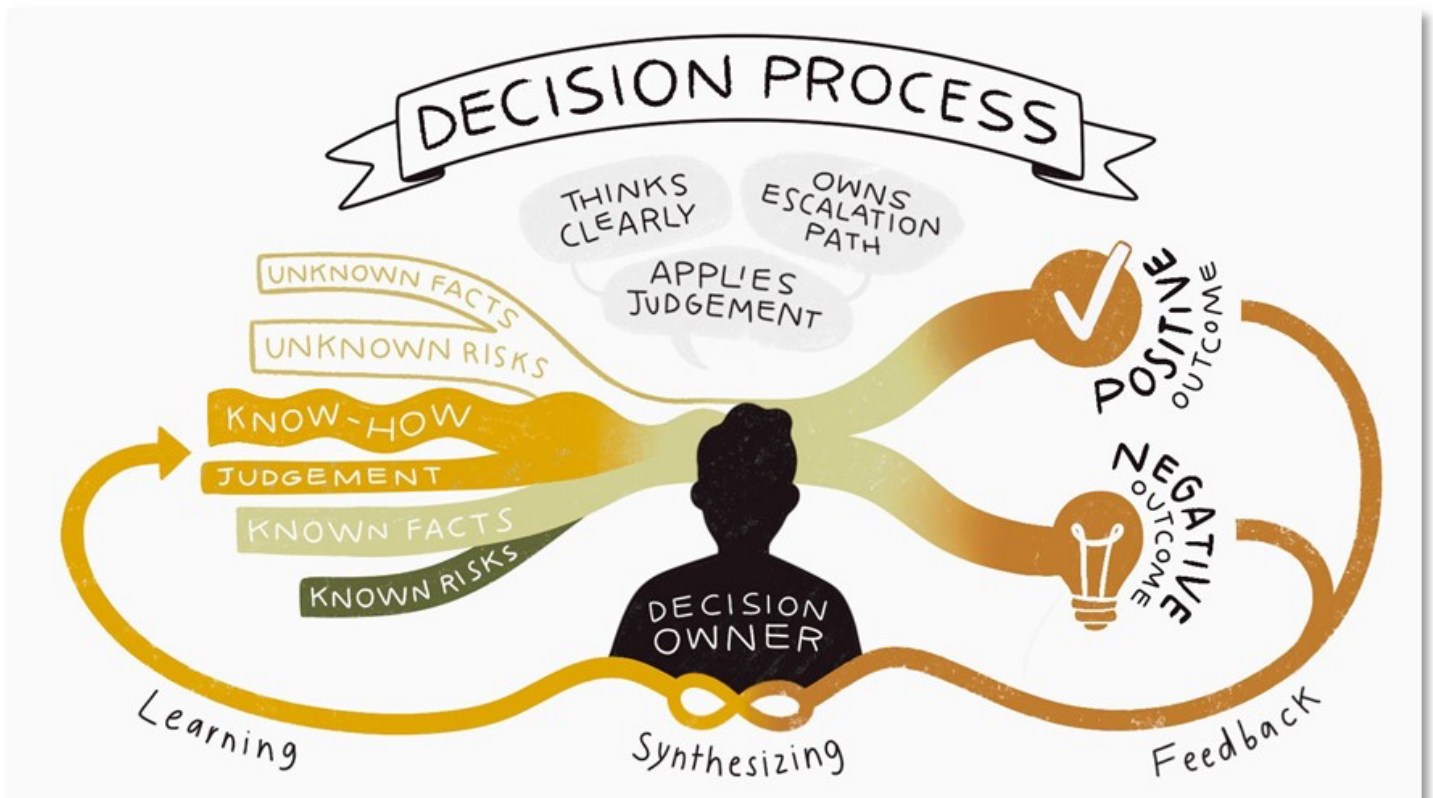 DECISION PROCESS
THINKS
CLEARLY
OWNS
ESCALATION
PATH
APPLIES
JUDGEMENT
UNKNOWN FACTS
UNKNOWN RISKS
KNOW-HOW
JUDGEMENT
KNOWN FACTS
KNOWN RISKS
DECISION
OWNER
POSITIVE
OUTCOME
NEGATIVE
OUTCOME
Learning
Synthesizing
Feedback